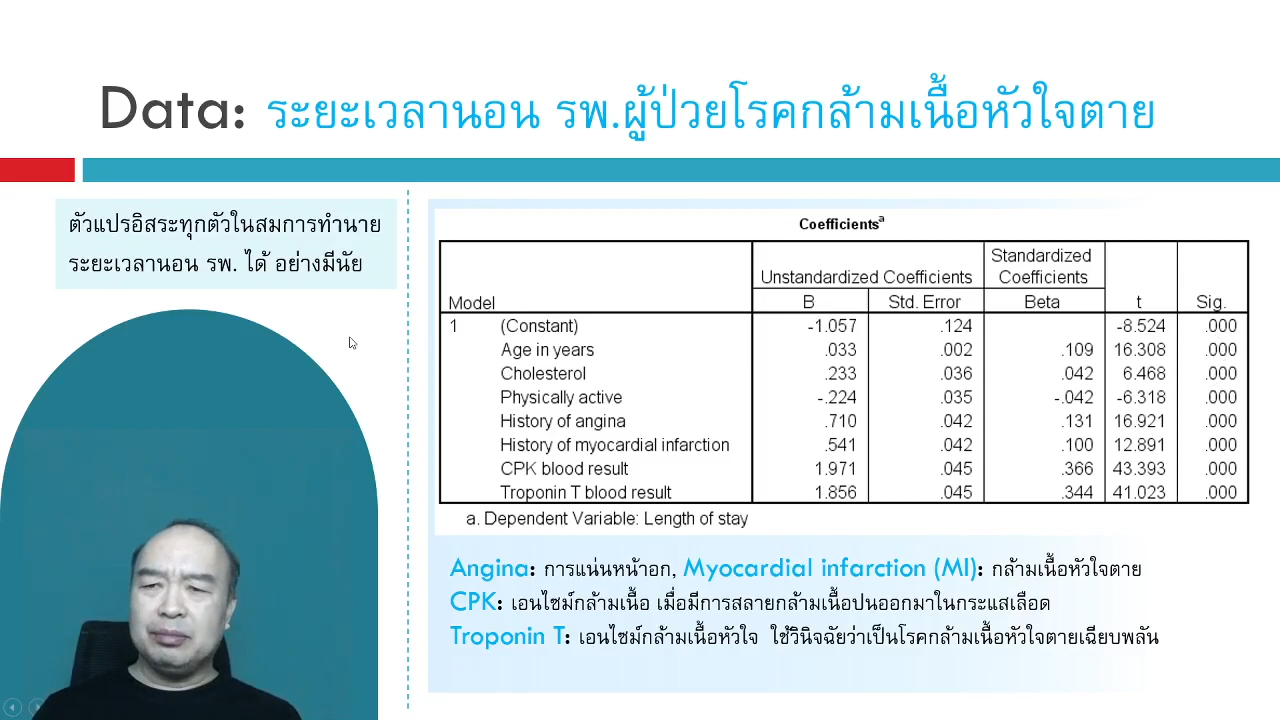 Data: ระยะเวลานอน รพ.ผู้ป่วยโรคกล้ามเนื้อหัวใจตาย
ตัวแปรอิสระทุกตัวในสมการทำนาย
ระยะเวลานอน รพ. ได้ อย่างมีนัย
Coefficientsᵃ
Model Unstandardized Coefficients Standardized Coefficients t Sig.
B Std. Error Beta
1 (Constant) -1.057 .124 -8.524 .000
Age in years .033 .002 .109 16.308 .000
Cholesterol .233 .036 .042 6.468 .000
Physically active -.224 .035 -.042 -6.318 .000
History of angina .710 .042 .131 16.921 .000
History of myocardial infarction .541 .042 .100 12.891 .000
CPK blood result 1.971 .045 .366 43.393 .000
Troponin T blood result 1.856 .045 .344 41.023 .000
a. Dependent Variable: Length of stay
Angina: การแน่นหน้าอก, Myocardial infarction (MI): กล้ามเนื้อหัวใจตาย
CPK: เอนไซม์กล้ามเนื้อ เมื่อมีการสลายกล้ามเนื้อปนออกมาในกระแสเลือด
Troponin T: เอนไซม์กล้ามเนื้อหัวใจ ใช้วินิจฉัยว่าเป็นโรคกล้ามเนื้อหัวใจตายเฉียบพลัน